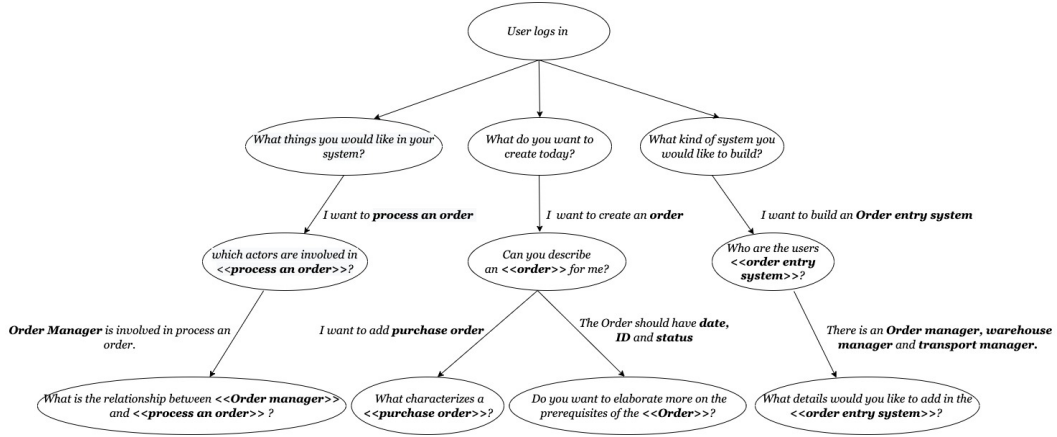 User logs in
What things you would like in your
system?
What do you want to
create today?
What kind of system you
would like to build?
I want to process an order
I want to create an order
I want to build an Order entry system
which actors are involved in
<<process an order>>?
Can you describe
an <<order>> for me?
Who are the users
<<order entry
system>>?
Order Manager is involved in process an
order.
I want to add purchase order
The Order should have date,
ID and status
There is an Order manager, warehouse
manager and transport manager.
What is the relationship between <<Order manager>>
and <<process an order>> ?
What characterizes a
<<purchase order>>?
Do you want to elaborate more on the
prerequisites of the <<Order>>?
What details would you like to add in the
<<order entry system>>?